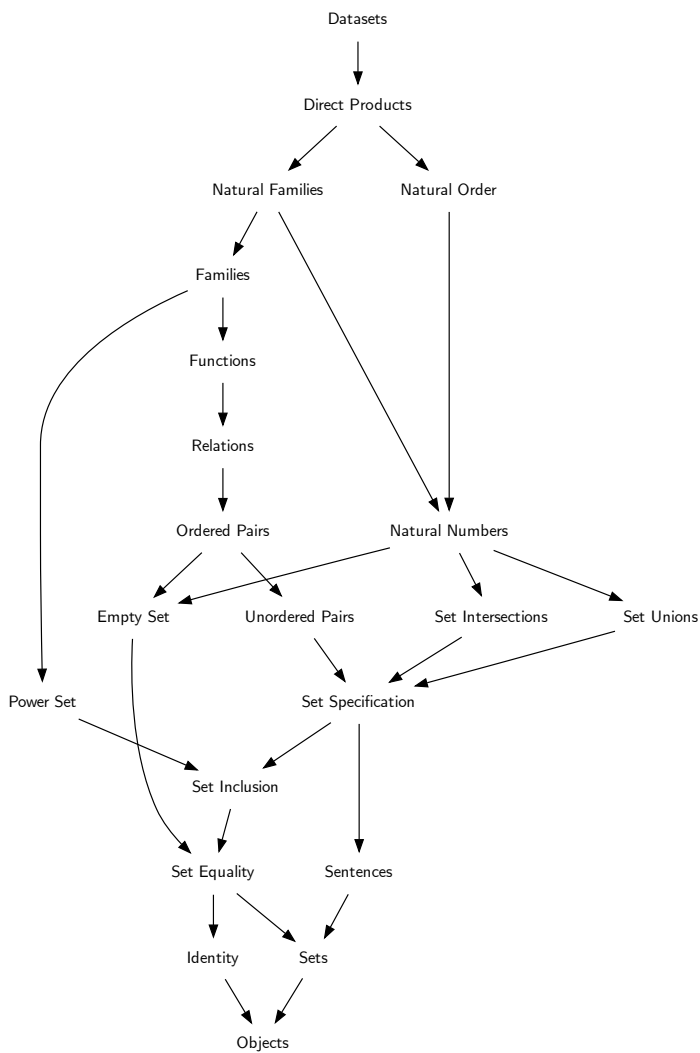 Datasets
Direct Products
Natural Families
Natural Order
Families
Functions
Relations
Ordered Pairs
Natural Numbers
Empty Set
Unordered Pairs
Set Intersections
Set Unions
Power Set
Set Specification
Set Inclusion
Set Equality
Sentences
Identity
Sets
Objects